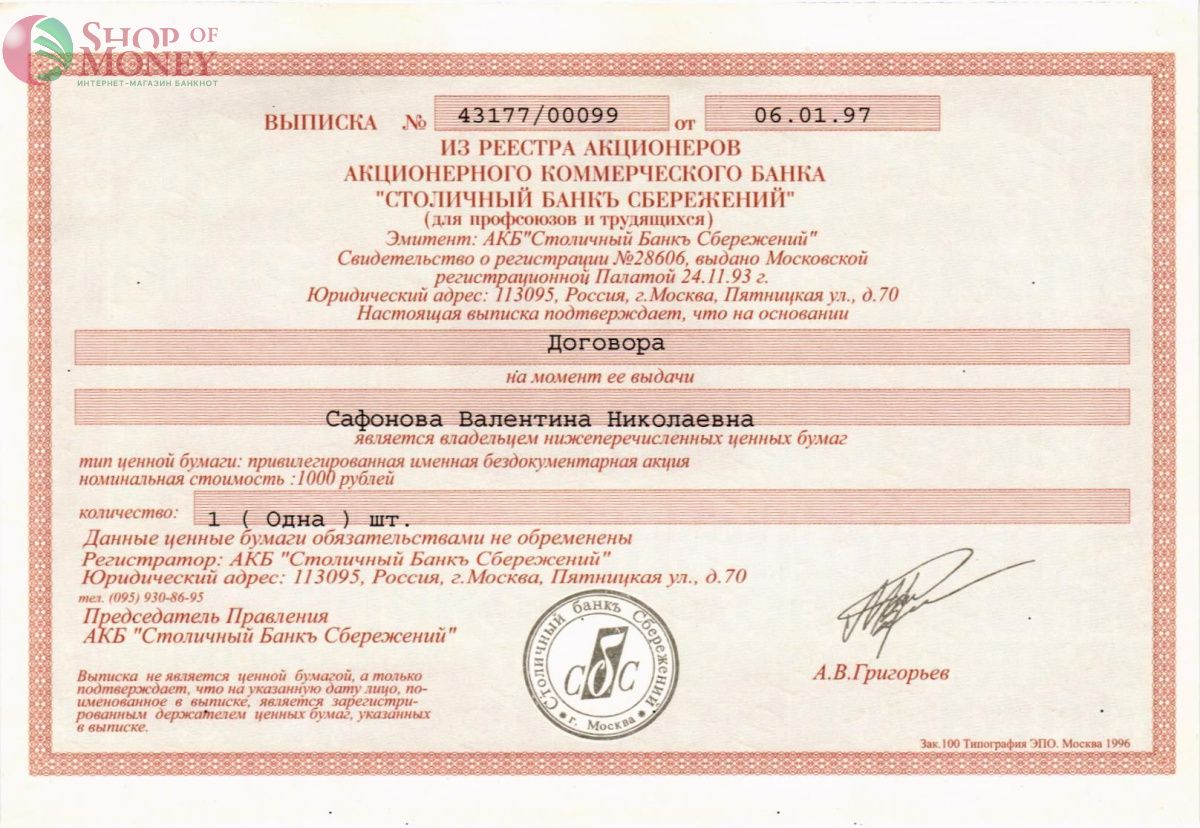 SHOP OF
MONEY
ИНТЕРНЕТ-МАГАЗИН БАНКНОТ
ВЫПИСКА № 43177/00099 от 06.01.97
ИЗ РЕЕСТРА АКЦИОНЕРОВ
АКЦИОНЕРНОГО КОММЕРЧЕСКОГО БАНКА
"СТОЛИЧНЫЙ БАНКЪ СБЕРЕЖЕНИЙ"
(для профсоюзов и трудящихся)
Эмитент: АКБ"Столичный Банкъ Сбережений"
Свидетельство о регистрации №28606, выдано Московской
регистрационной Палатой 24.11.93 г.
Юридический адрес: 113095, Россия, г.Москва, Пятницкая ул., д.70
Настоящая выписка подтверждает, что на основании
Договора
на момент ее выдачи
Сафонова Валентина Николаевна
является владельцем нижеперечисленных ценных бумаг
тип ценной бумаги: привилегированная именная бездокументарная акция
номинальная стоимость :1000 рублей
количество: 1 ( Одна ) шт.
Данные ценные бумаги обязательствами не обременены
Регистратор: АКБ "Столичный Банкъ Сбережений"
Юридический адрес: 113095, Россия, г.Москва, Пятницкая ул., д.70
тел. (095) 930-86-95
Председатель Правления
АКБ "Столичный Банкъ Сбережений"
Столичный банкъ Сбережений
СБС
г. Москва
А.В.Григорьев
Выписка не является ценной бумагой, а только
подтверждает, что на указанную дату лицо, по-
именованное в выписке, является зарегистри-
рованным держателем ценных бумаг, указанных
в выписке.
Зак.100 Типография ЭПО. Москва 1996